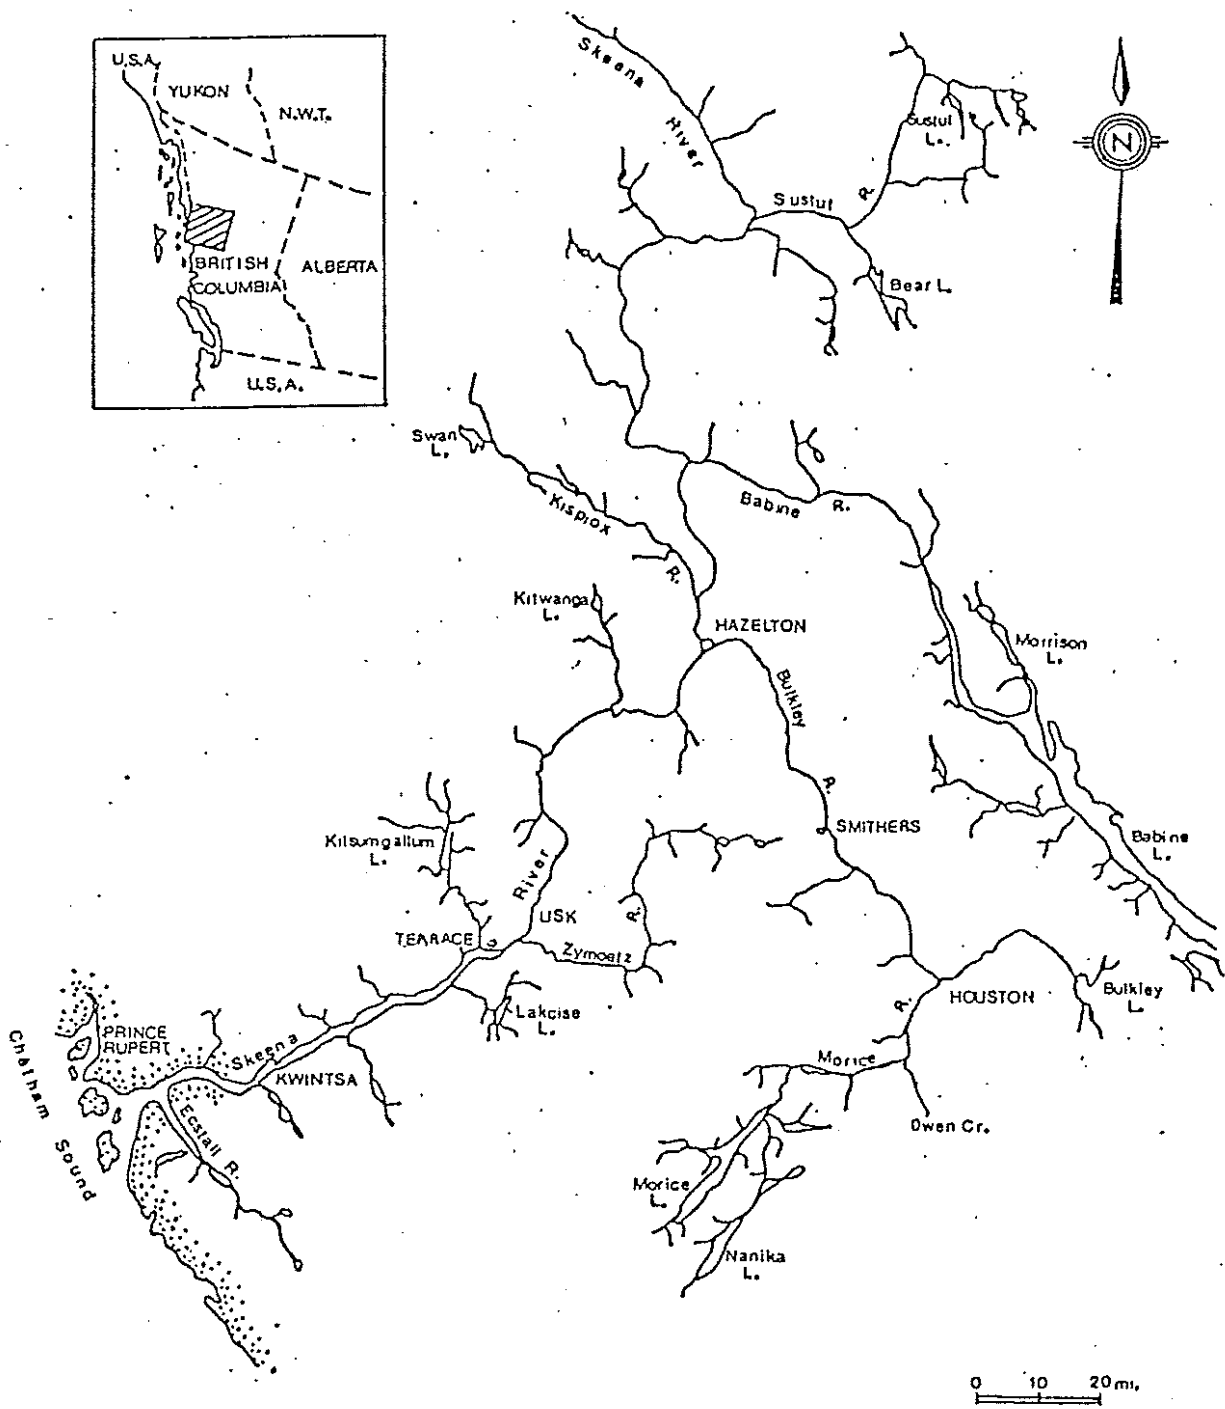 U.S.A.
YUKON
N.W.T.
BRITISH
COLUMBIA
ALBERTA
U.S.A.
Skeena
River
Sustut
L.
Sustut
R.
Bear L.
N
Swan
L.
Kispiox
R.
Babine
R.
Kitwanga
L.
HAZELTON
Morrison
L.
Bulkley
R.
SMITHERS
Babine
L.
Kitsumgallum
L.
River
USK
R.
TERRACE
Zymoetz
Lakelse
L.
HOUSTON
Bulkley
L.
R.
PRINCE
RUPERT
Skeena
KWINTSA
Morice
Owen Cr.
Chatham
Sound
Ecstall R.
Morice
L.
Nanika
L.
0 10 20 mi.